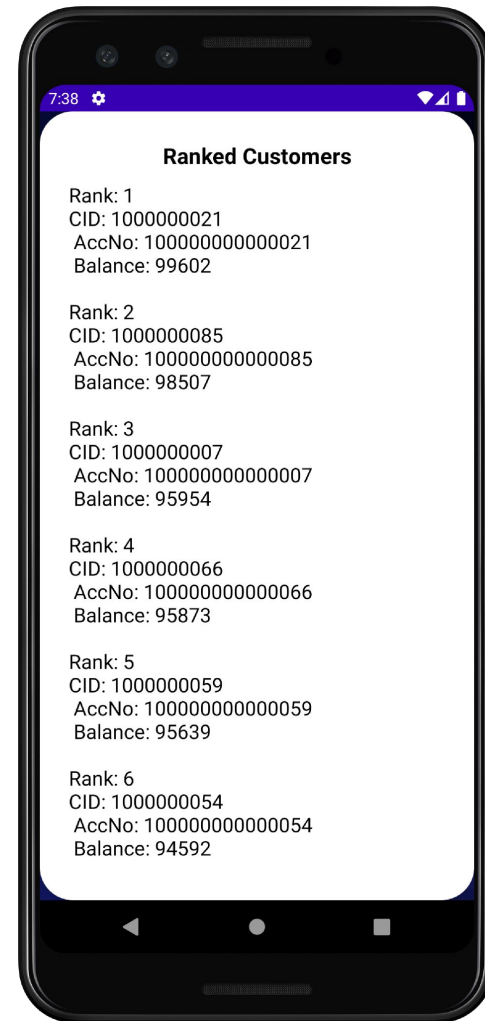 7:38
Ranked Customers
Rank: 1
CID: 1000000021
AccNo: 100000000000021
Balance: 99602
Rank: 2
CID: 1000000085
AccNo: 100000000000085
Balance: 98507
Rank: 3
CID: 1000000007
AccNo: 100000000000007
Balance: 95954
Rank: 4
CID: 1000000066
AccNo: 100000000000066
Balance: 95873
Rank: 5
CID: 1000000059
AccNo: 100000000000059
Balance: 95639
Rank: 6
CID: 1000000054
AccNo: 100000000000054
Balance: 94592